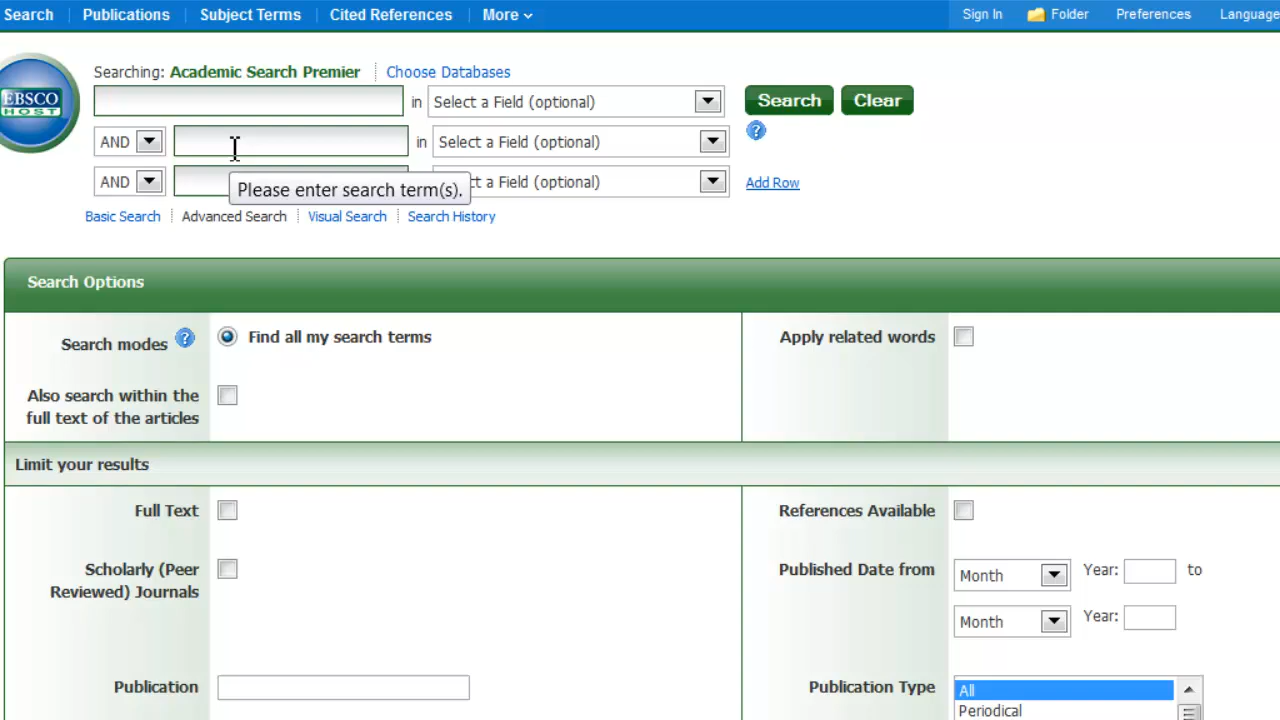 Search Publications Subject Terms Cited References More Sign In Folder Preferences Language
Searching: Academic Search Premier Choose Databases
EBSCO
HOST
in Select a Field (optional) Search Clear
AND in Select a Field (optional) ?
AND ct a Field (optional) Add Row
Please enter search term(s).
Basic Search Advanced Search Visual Search Search History
Search Options
Search modes ? Find all my search terms Apply related words
Also search within the
full text of the articles
Limit your results
Full Text References Available
Scholarly (Peer
Reviewed) Journals
Published Date from Month Year: to
Month Year:
Publication Publication Type All
Periodical